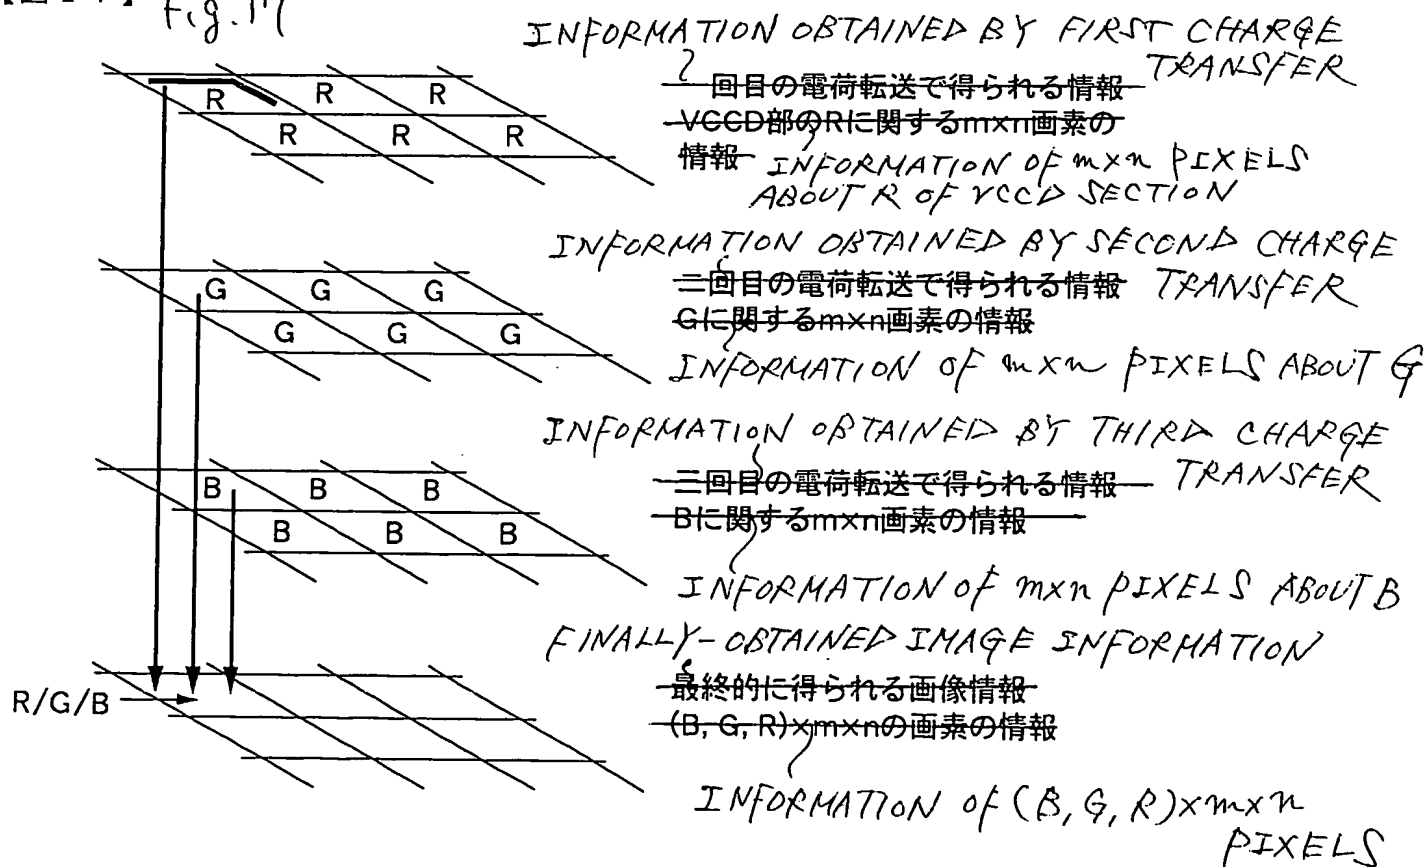 Fig. 17
INFORMATION OBTAINED BY FIRST CHARGE
TRANSFER
一回目の電荷転送で得られる情報
VCCD部のRに関するm×n画素の
情報
INFORMATION OF m×n PIXELS
ABOUT R OF VCCD SECTION
R R R
R R R
INFORMATION OBTAINED BY SECOND CHARGE
TRANSFER
二回目の電荷転送で得られる情報
Gに関するm×n画素の情報
INFORMATION OF m×n PIXELS ABOUT G
G G G
G G G
INFORMATION OBTAINED BY THIRD CHARGE
TRANSFER
三回目の電荷転送で得られる情報
Bに関するm×n画素の情報
INFORMATION OF m×n PIXELS ABOUT B
B B B
B B B
FINALLY-OBTAINED IMAGE INFORMATION
最終的に得られる画像情報
(B, G, R)×m×nの画素の情報
R/G/B
INFORMATION OF (B, G, R)×m×n
PIXELS